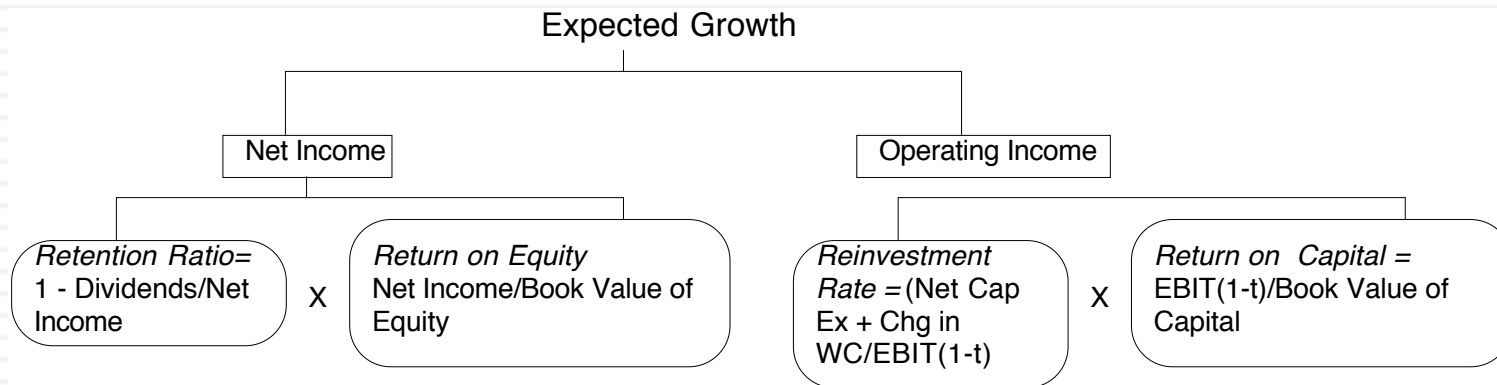 Expected Growth
Net Income
Operating Income
Retention Ratio=
1 - Dividends/Net
Income
X
Return on Equity
Net Income/Book Value of
Equity
Reinvestment
Rate = (Net Cap
Ex + Chg in
WC/EBIT(1-t)
X
Return on Capital =
EBIT(1-t)/Book Value of
Capital